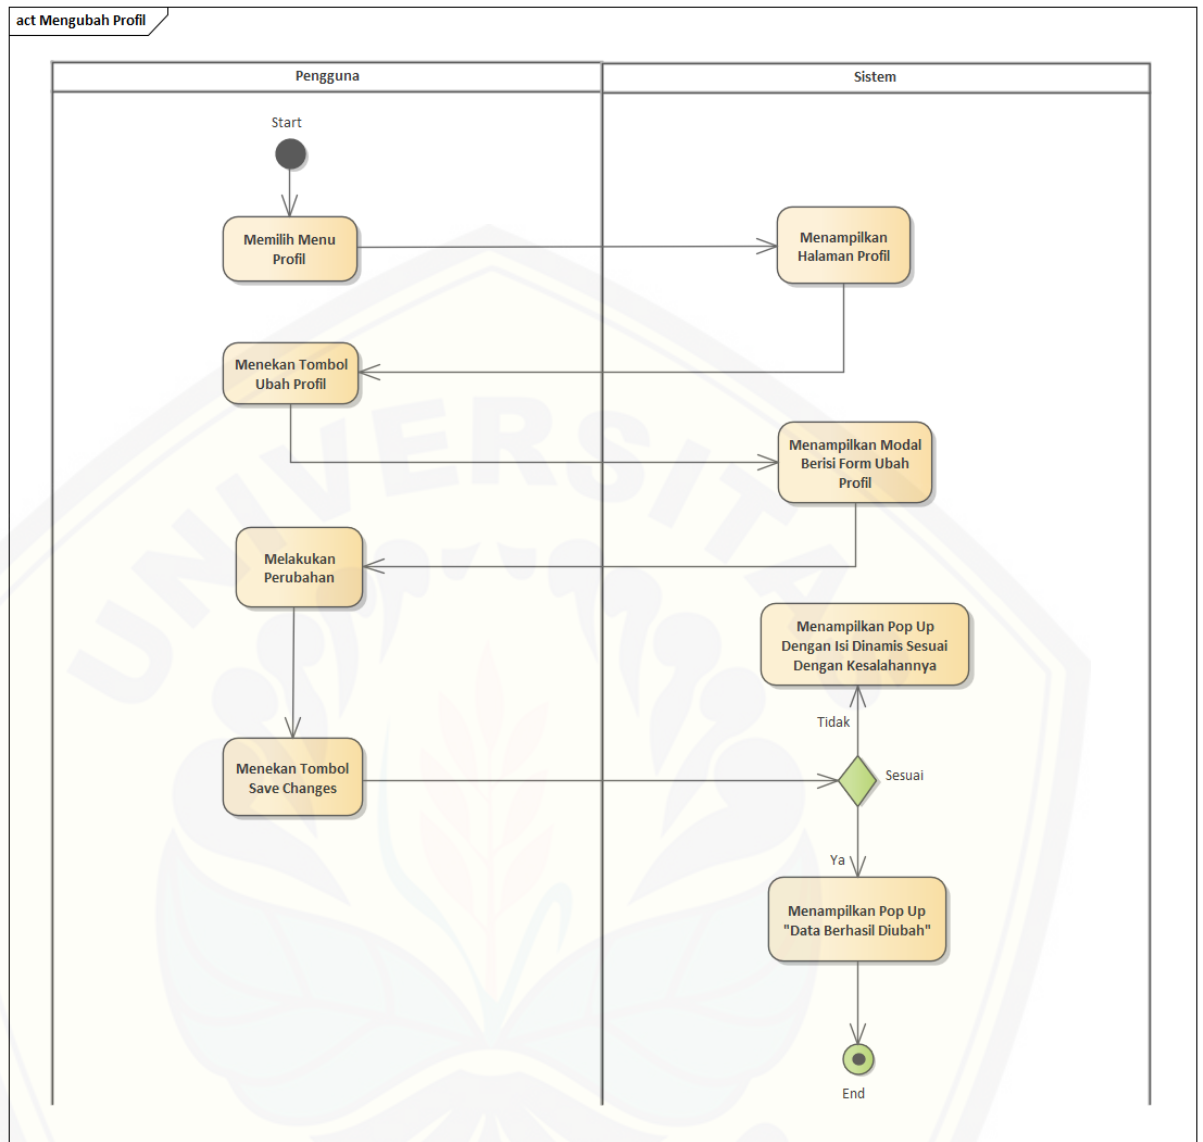 act Mengubah Profil
Pengguna
Sistem
Start
Memilih Menu
Profil
Menampilkan
Halaman Profil
Menekan Tombol
Ubah Profil
Menampilkan Modal
Berisi Form Ubah
Profil
Melakukan
Perubahan
Menampilkan Pop Up
Dengan Isi Dinamis Sesuai
Dengan Kesalahannya
Tidak
Menekan Tombol
Save Changes
Sesuai
Ya
Menampilkan Pop Up
"Data Berhasil Diubah"
End
UNIVERSITAS